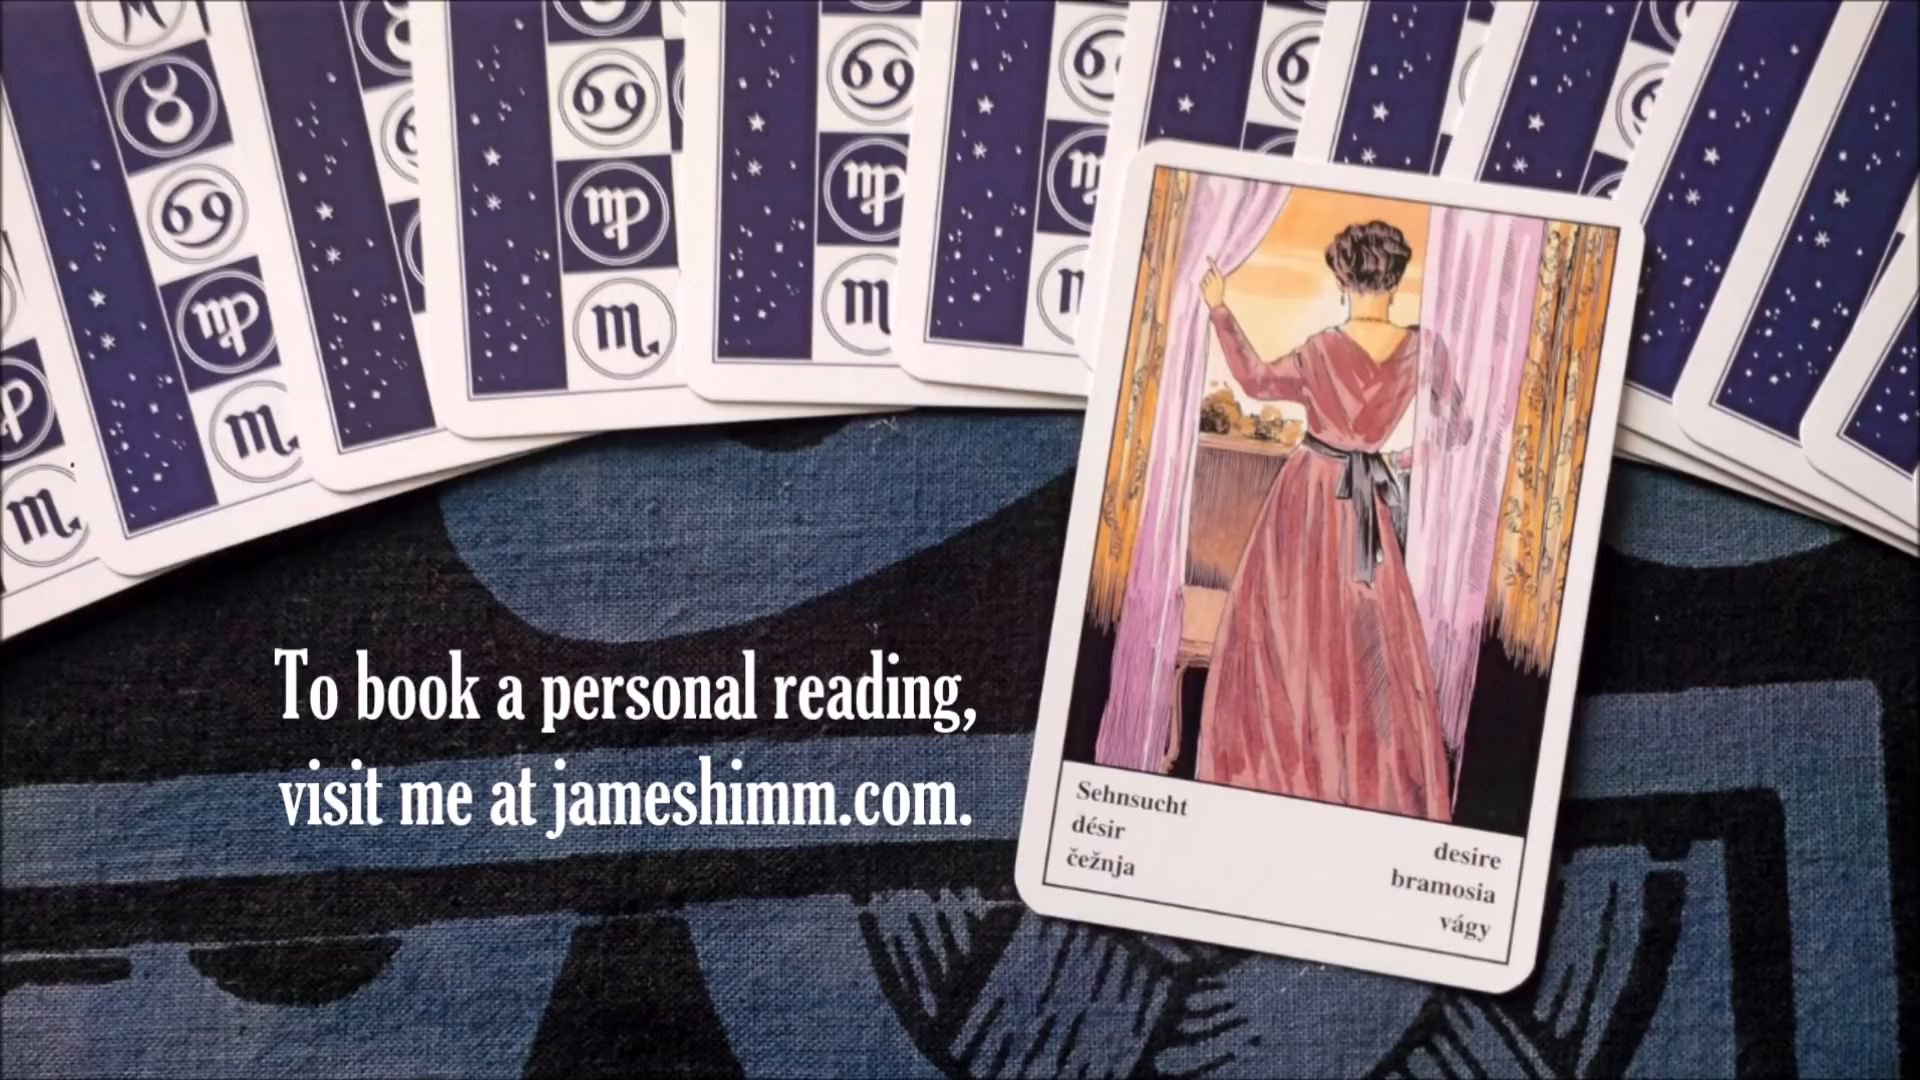 To book a personal reading,
visit me at jameshimm.com.
Sehnsucht
désir
čežnja
desire
bramosia
vágy